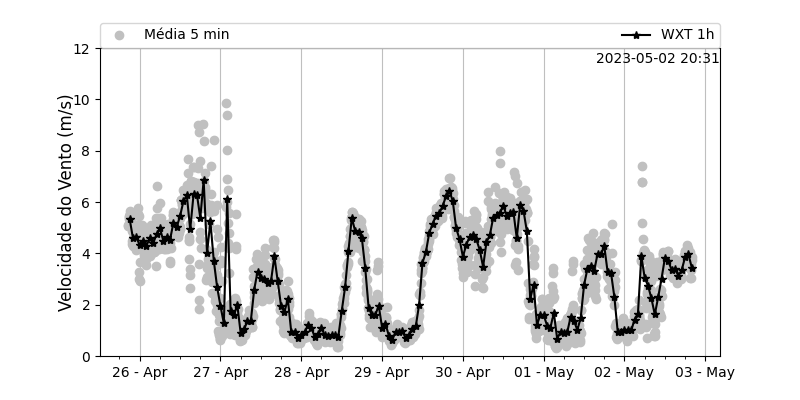 Média 5 min
WXT 1h
2023-05-02 20:31
Velocidade do Vento (m/s)
12
10
8
6
4
2
0
26 - Apr
27 - Apr
28 - Apr
29 - Apr
30 - Apr
01 - May
02 - May
03 - May